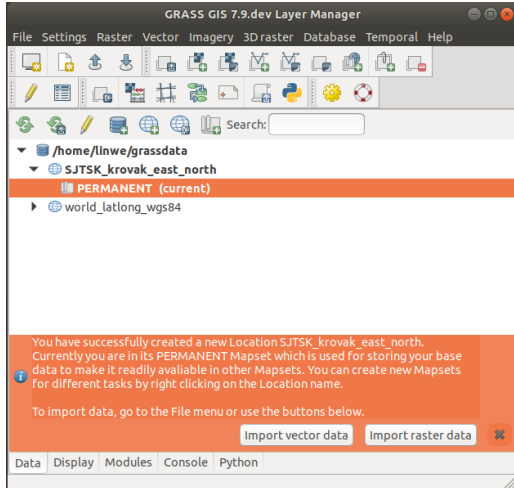 GRASS GIS 7.9.dev Layer Manager
File Settings Raster Vector Imagery 3D raster Database Temporal Help
Search:
/home/linwe/grassdata
SJTSK_krovak_east_north
PERMANENT (current)
world_latlong_wgs84
You have successfully created a new Location SJTSK_krovak_east_north.
Currently you are in its PERMANENT Mapset which is used for storing your base
data to make it readily avaliable in other Mapsets. You can create new Mapsets
for different tasks by right clicking on the Location name.
To import data, go to the File menu or use the buttons below.
Import vector data Import raster data
Data Display Modules Console Python